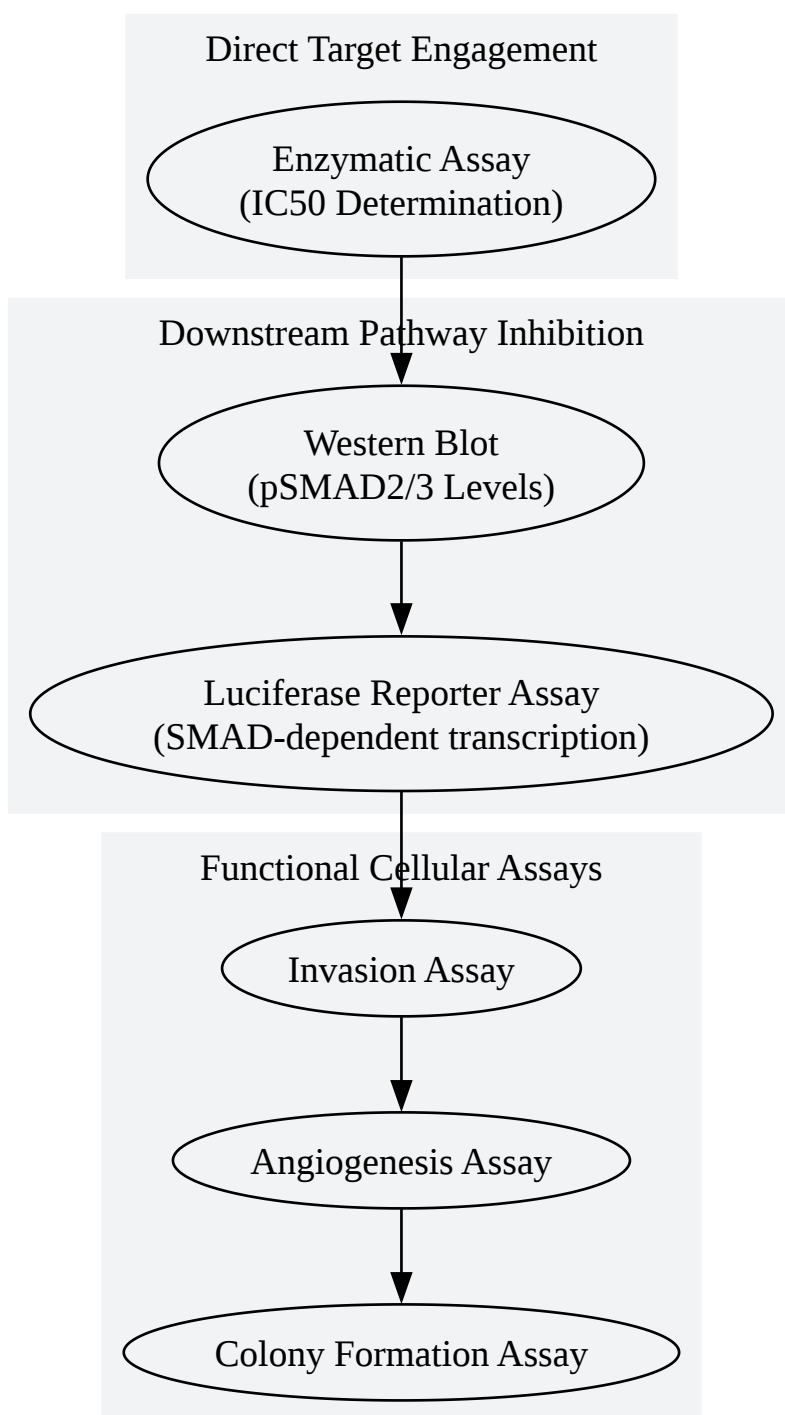 Direct Target Engagement
Enzymatic Assay
(IC50 Determination)
Downstream Pathway Inhibition
Western Blot
(pSMAD2/3 Levels)
Luciferase Reporter Assay
(SMAD-dependent transcription)
Functional Cellular Assays
Invasion Assay
Angiogenesis Assay
Colony Formation Assay